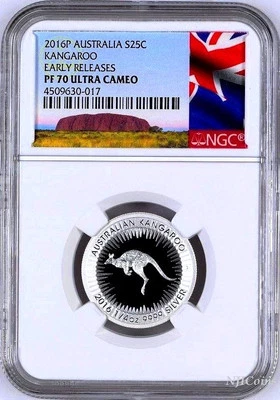 2016P AUSTRALIA S25C
KANGAROO
EARLY RELEASES
PF 70 ULTRA CAMEO
4509630-017
NGC®
AUSTRALIAN KANGAROO
2016 1/4oz 9999 SILVER
NJTCoin